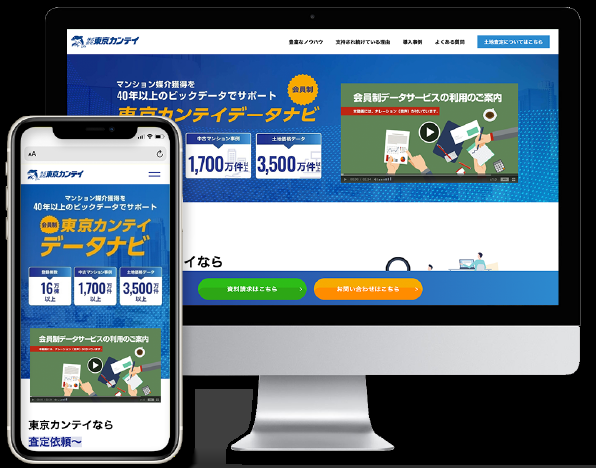 東京カンテイ
豊富なノウハウ 支持され続けている理由 導入事例 よくある質問 土地査定についてはこちら
マンション媒介獲得を
40年以上のビックデータでサポート
会員制
東京カンテイデータナビ
中古マンション事例 土地価格データ
1,700万件以上 3,500万件以上
会員制データサービスの利用のご案内
イなら
資料請求はこちら お問い合わせはこちら
AA
東京カンテイ
マンション媒介獲得を
40年以上のビックデータでサポート
会員制 東京カンテイ
データナビ
登録棟数 中古マンション事例 土地価格データ
16万棟以上 1,700万件以上 3,500万件以上
会員制データサービスの利用のご案内
東京カンテイなら
査定依頼〜